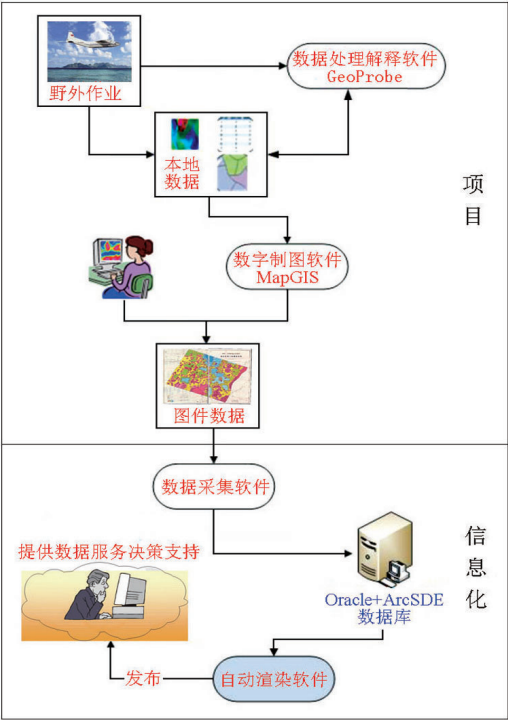 野外作业
数据处理解释软件
GeoProbe
本地
数据
项
目
数字制图软件
MapGIS
图件数据
数据采集软件
提供数据服务决策支持
信
息
化
Oracle+ArcSDE
数据库
发布
自动渲染软件